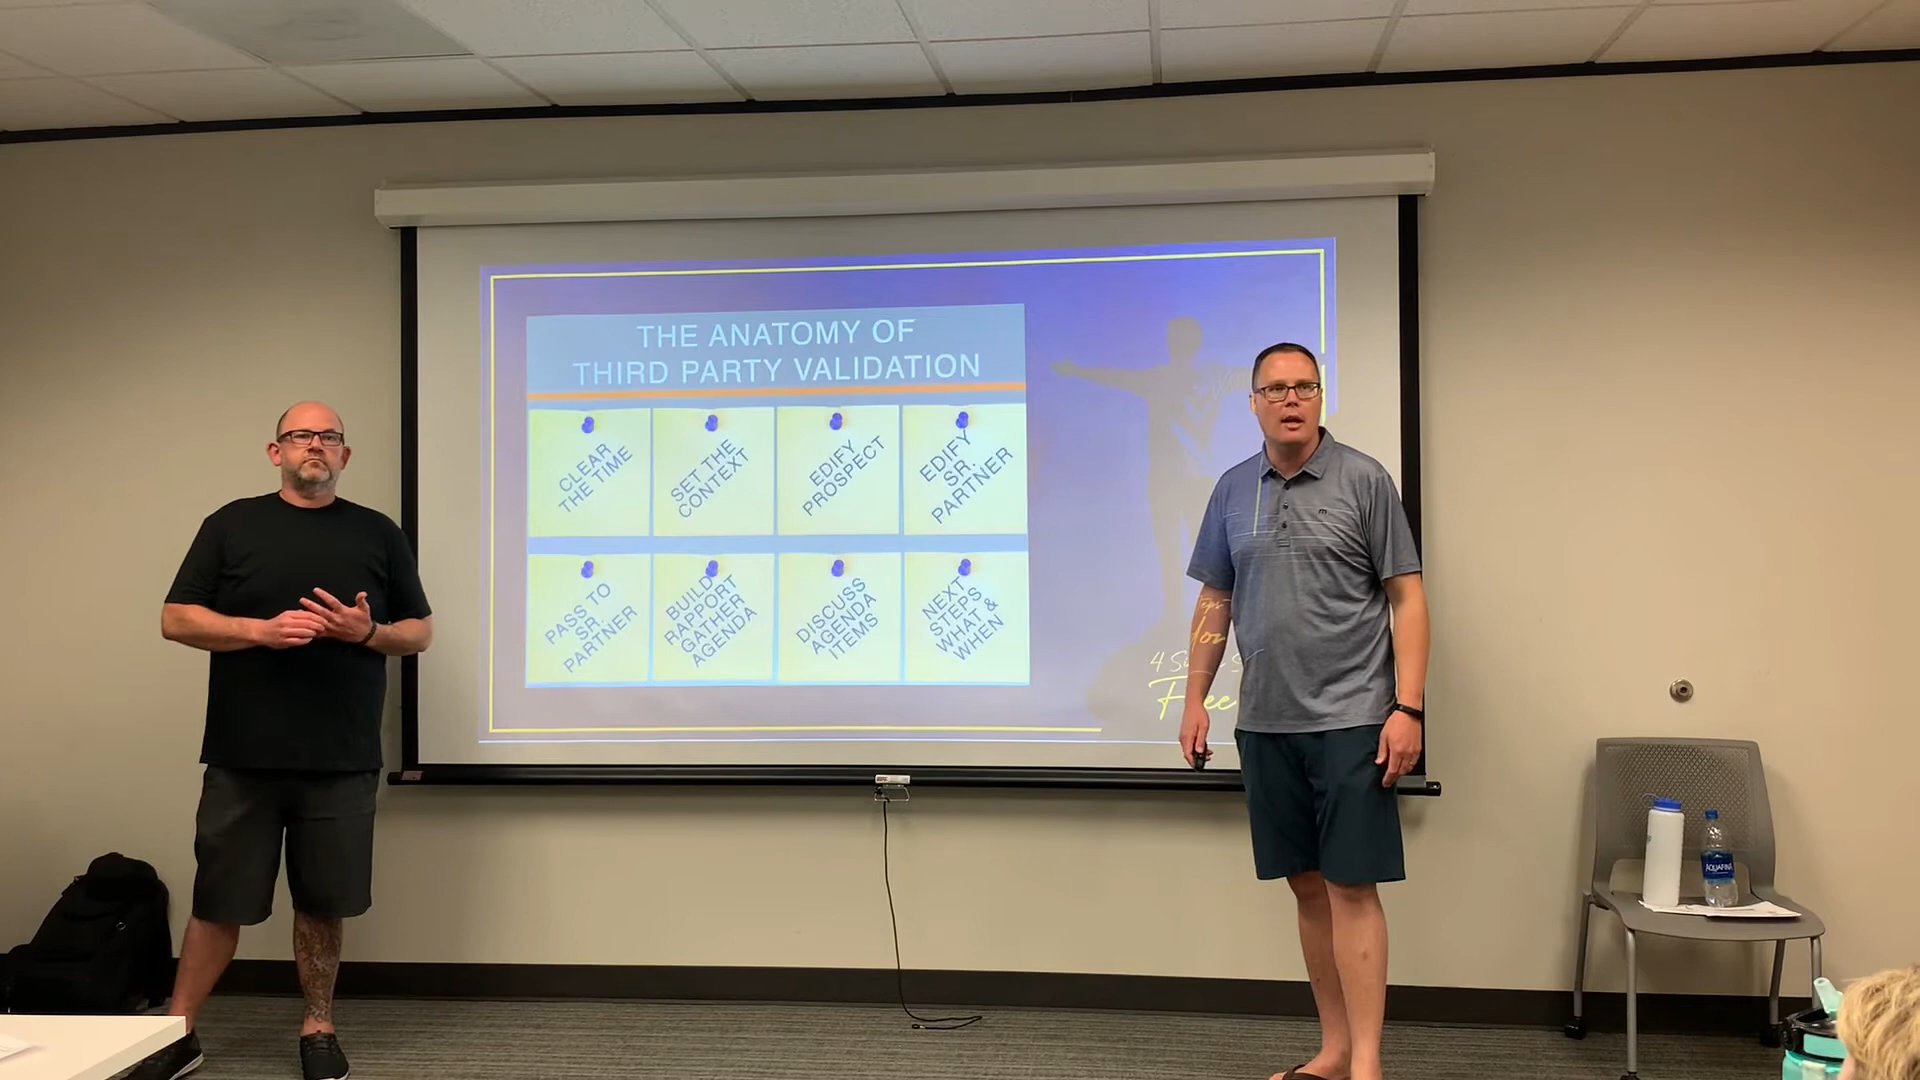 THE ANATOMY OF
THIRD PARTY VALIDATION
CLEAR
THE TIME
SET THE
CONTEXT
EDIFY
PROSPECT
EDIFY
SR.
PARTNER
PASS TO
SR.
PARTNER
BUILD
RAPPORT
GATHER
AGENDA
DISCUSS
AGENDA
ITEMS
NEXT
STEPS
WHAT &
WHEN
4
AQUAFINA